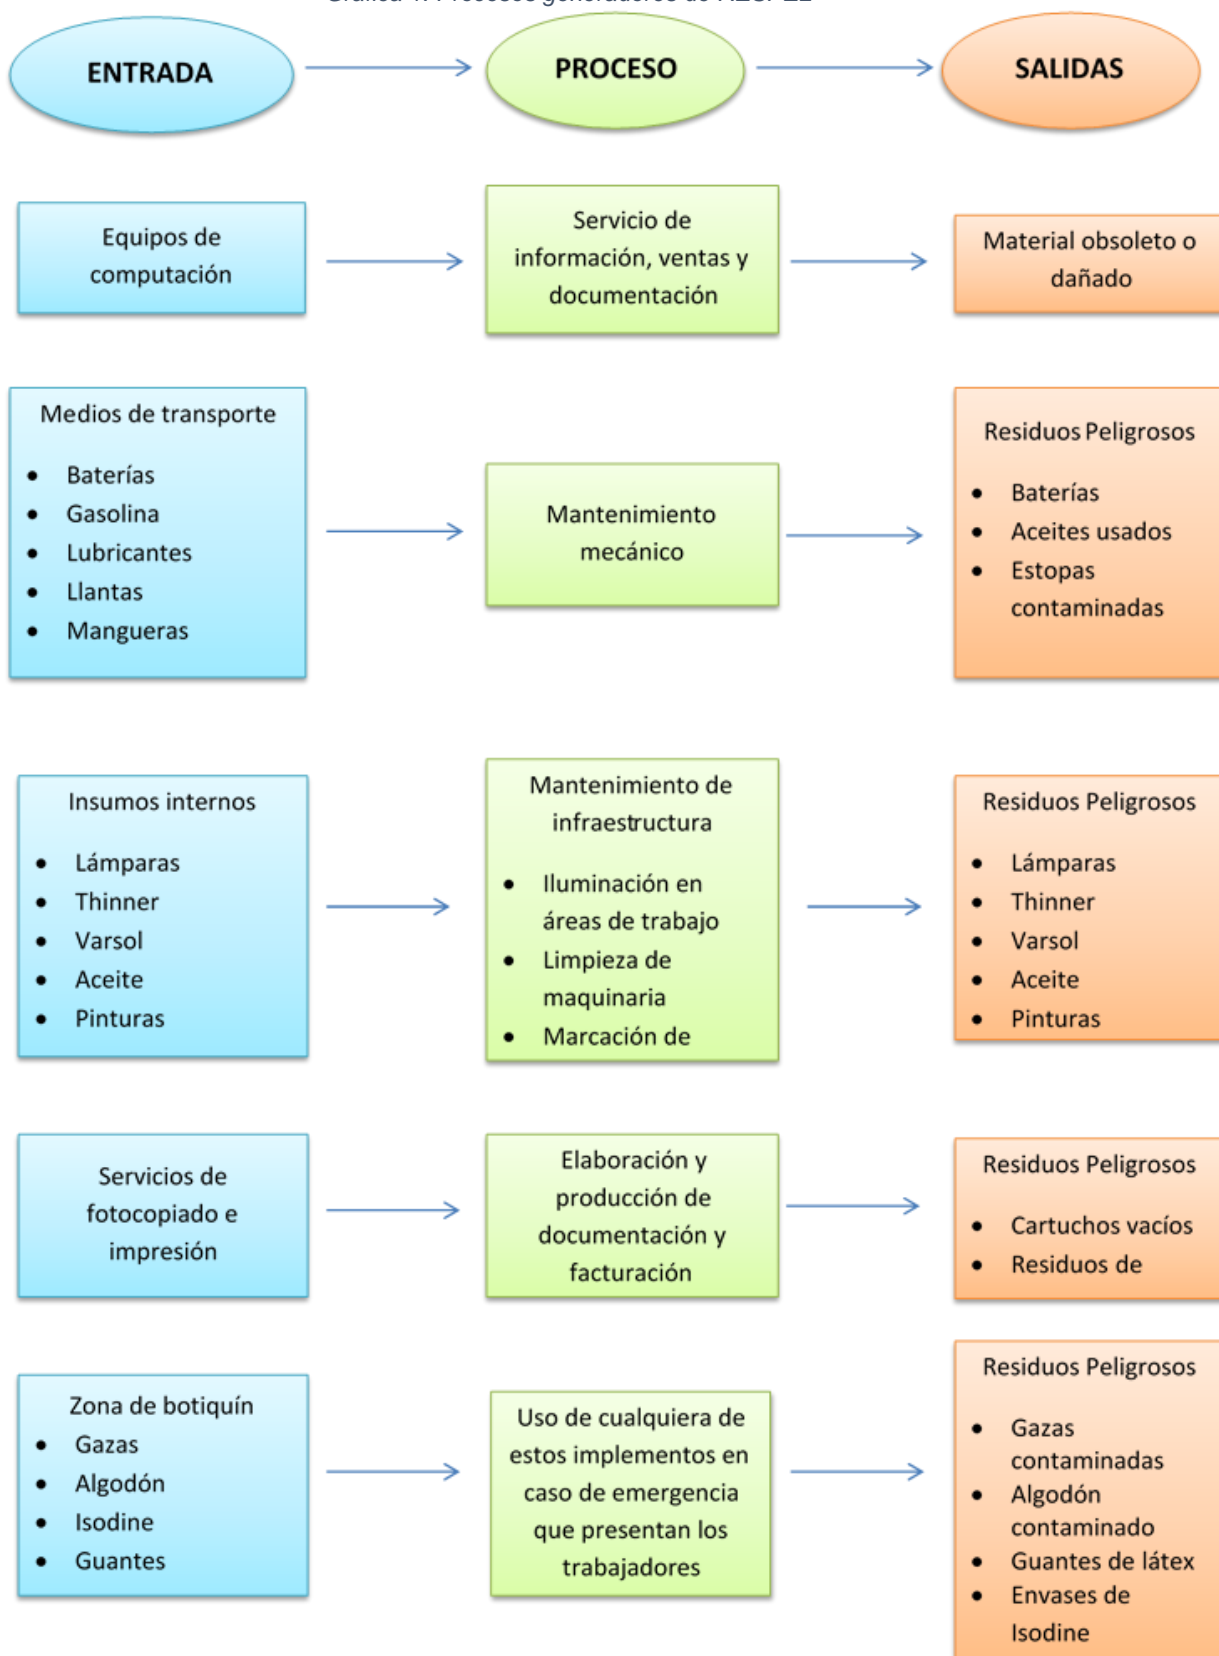 ENTRADA
PROCESO
SALIDAS
Equipos de
computación
Servicio de
información, ventas y
documentación
Material obsoleto o
dañado
Medios de transporte
• Baterías
• Gasolina
• Lubricantes
• Llantas
• Mangueras
Mantenimiento
mecánico
Residuos Peligrosos
• Baterías
• Aceites usados
• Estopas
contaminadas
Insumos internos
• Lámparas
• Thinner
• Varsol
• Aceite
• Pinturas
Mantenimiento de
infraestructura
• Iluminación en
áreas de trabajo
• Limpieza de
maquinaria
• Marcación de
Residuos Peligrosos
• Lámparas
• Thinner
• Varsol
• Aceite
• Pinturas
Servicios de
fotocopiado e
impresión
Elaboración y
producción de
documentación y
facturación
Residuos Peligrosos
• Cartuchos vacíos
• Residuos de
Zona de botiquín
• Gazas
• Algodón
• Isodine
• Guantes
Uso de cualquiera de
estos implementos en
caso de emergencia
que presentan los
trabajadores
Residuos Peligrosos
• Gazas
contaminadas
• Algodón
contaminado
• Guantes de látex
• Envases de
Isodine